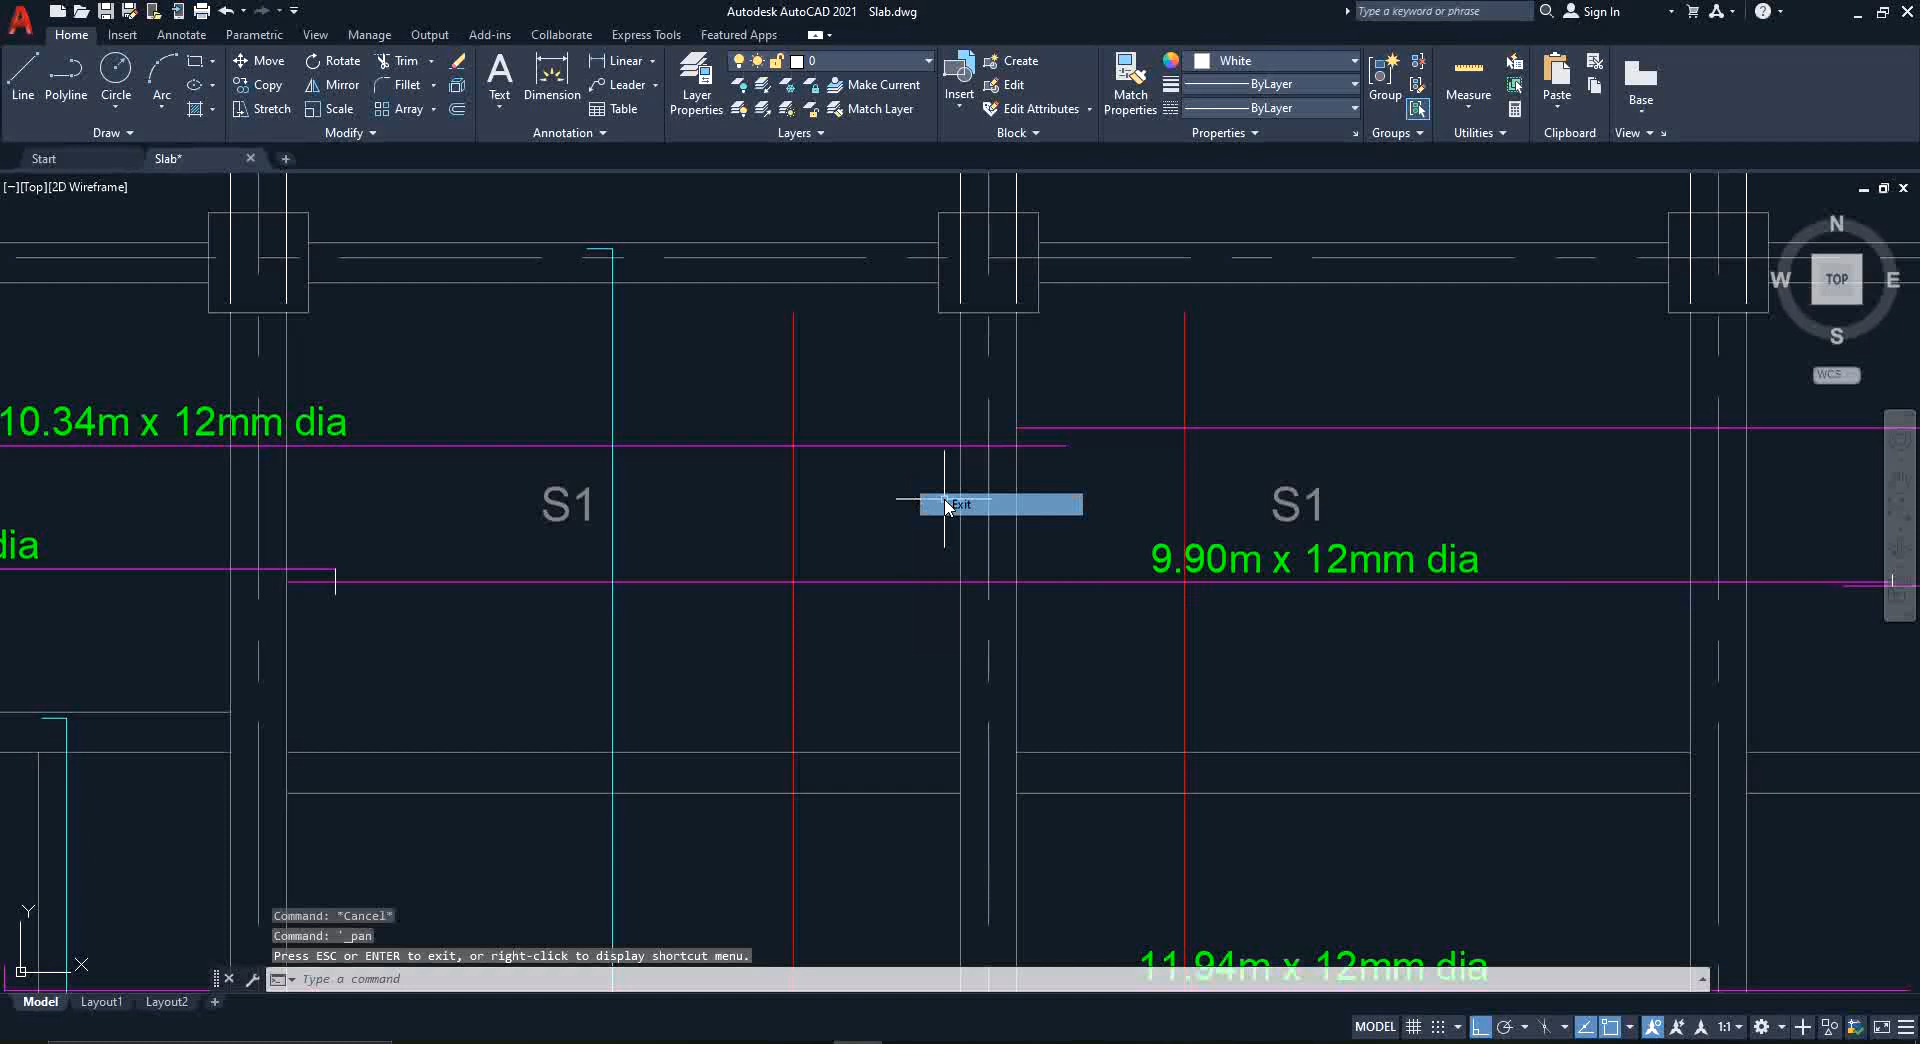 Autodesk AutoCAD 2021 Slab.dwg
Type a keyword or phrase
Sign In
Home Insert Annotate Parametric View Manage Output Add-ins Collaborate Express Tools Featured Apps
Line Polyline Circle Arc
Draw
Move Rotate Trim
Copy Mirror Fillet
Stretch Scale Array
Modify
Text Dimension
Linear
Leader
Table
Annotation
Layer Properties
0
Make Current
Match Layer
Layers
Insert
Create
Edit
Edit Attributes
Block
Match Properties
White
ByLayer
ByLayer
Properties
Group
Groups
Measure
Utilities
Paste
Clipboard
Base
View
Start Slab*
[−][Top][2D Wireframe]
N
W TOP E
S
WCS
10.34m x 12mm dia
S1 Exit S1
dia
9.90m x 12mm dia
Command: *Cancel*
Command: '_pan
Press ESC or ENTER to exit, or right-click to display shortcut menu.
11.94m x 12mm dia
Y
X
Type a command
Model Layout1 Layout2
MODEL 1:1